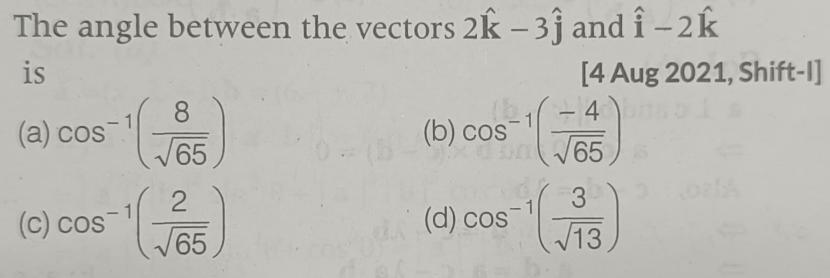 The angle between the vectors 2k̂ – 3ĵ and î – 2k̂
is [4 Aug 2021, Shift-I]
(a) cos⁻¹(8/√65) (b) cos⁻¹(–4/√65)
(c) cos⁻¹(2/√65) (d) cos⁻¹(3/√13)